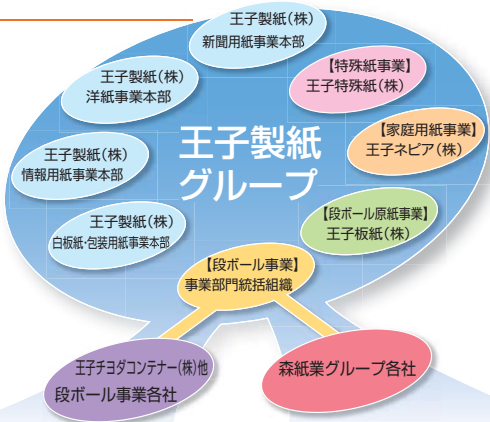 王子製紙(株)
新聞用紙事業本部
王子製紙(株)
洋紙事業本部
【特殊紙事業】
王子特殊紙(株)
王子製紙
グループ
【家庭用紙事業】
王子ネピア(株)
王子製紙(株)
情報用紙事業本部
王子製紙(株)
白板紙・包装用紙事業本部
【段ボール原紙事業】
王子板紙(株)
【段ボール事業】
事業部門統括組織
王子チヨダコンテナー(株)他
段ボール事業各社
森紙業グループ各社